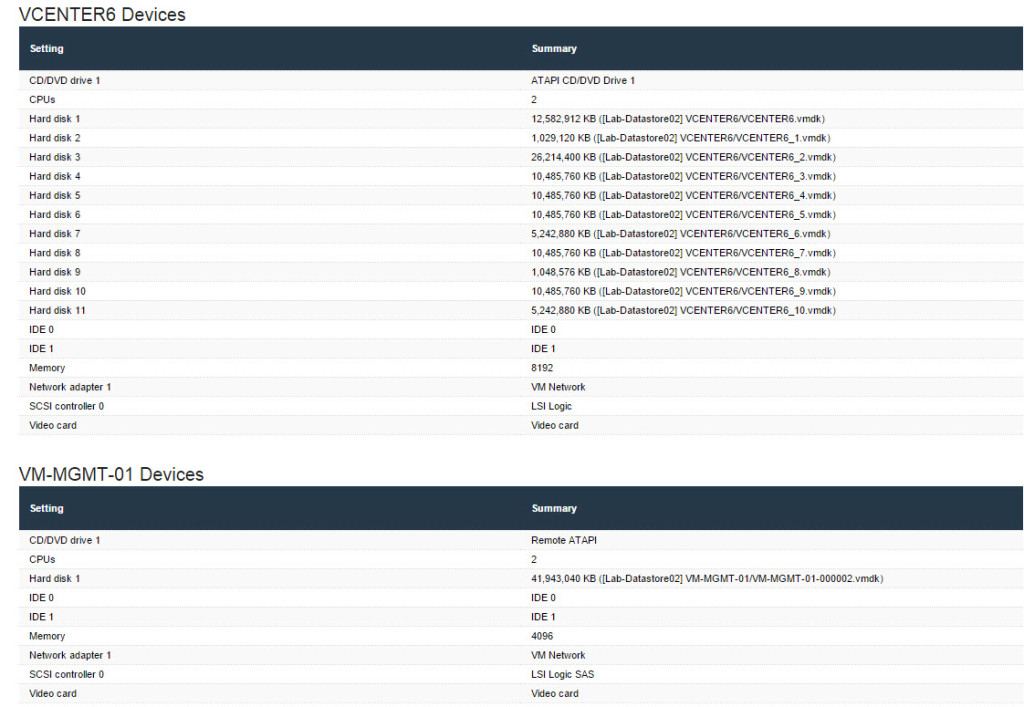 VCENTER6 Devices
Setting Summary
CD/DVD drive 1 ATAPI CD/DVD Drive 1
CPUs 2
Hard disk 1 12,582,912 KB ([Lab-Datastore02] VCENTER6/VCENTER6.vmdk)
Hard disk 2 1,029,120 KB ([Lab-Datastore02] VCENTER6/VCENTER6_1.vmdk)
Hard disk 3 26,214,400 KB ([Lab-Datastore02] VCENTER6/VCENTER6_2.vmdk)
Hard disk 4 10,485,760 KB ([Lab-Datastore02] VCENTER6/VCENTER6_3.vmdk)
Hard disk 5 10,485,760 KB ([Lab-Datastore02] VCENTER6/VCENTER6_4.vmdk)
Hard disk 6 10,485,760 KB ([Lab-Datastore02] VCENTER6/VCENTER6_5.vmdk)
Hard disk 7 5,242,880 KB ([Lab-Datastore02] VCENTER6/VCENTER6_6.vmdk)
Hard disk 8 10,485,760 KB ([Lab-Datastore02] VCENTER6/VCENTER6_7.vmdk)
Hard disk 9 1,048,576 KB ([Lab-Datastore02] VCENTER6/VCENTER6_8.vmdk)
Hard disk 10 10,485,760 KB ([Lab-Datastore02] VCENTER6/VCENTER6_9.vmdk)
Hard disk 11 5,242,880 KB ([Lab-Datastore02] VCENTER6/VCENTER6_10.vmdk)
IDE 0 IDE 0
IDE 1 IDE 1
Memory 8192
Network adapter 1 VM Network
SCSI controller 0 LSI Logic
Video card Video card
VM-MGMT-01 Devices
Setting Summary
CD/DVD drive 1 Remote ATAPI
CPUs 2
Hard disk 1 41,943,040 KB ([Lab-Datastore02] VM-MGMT-01/VM-MGMT-01-000002.vmdk)
IDE 0 IDE 0
IDE 1 IDE 1
Memory 4096
Network adapter 1 VM Network
SCSI controller 0 LSI Logic SAS
Video card Video card